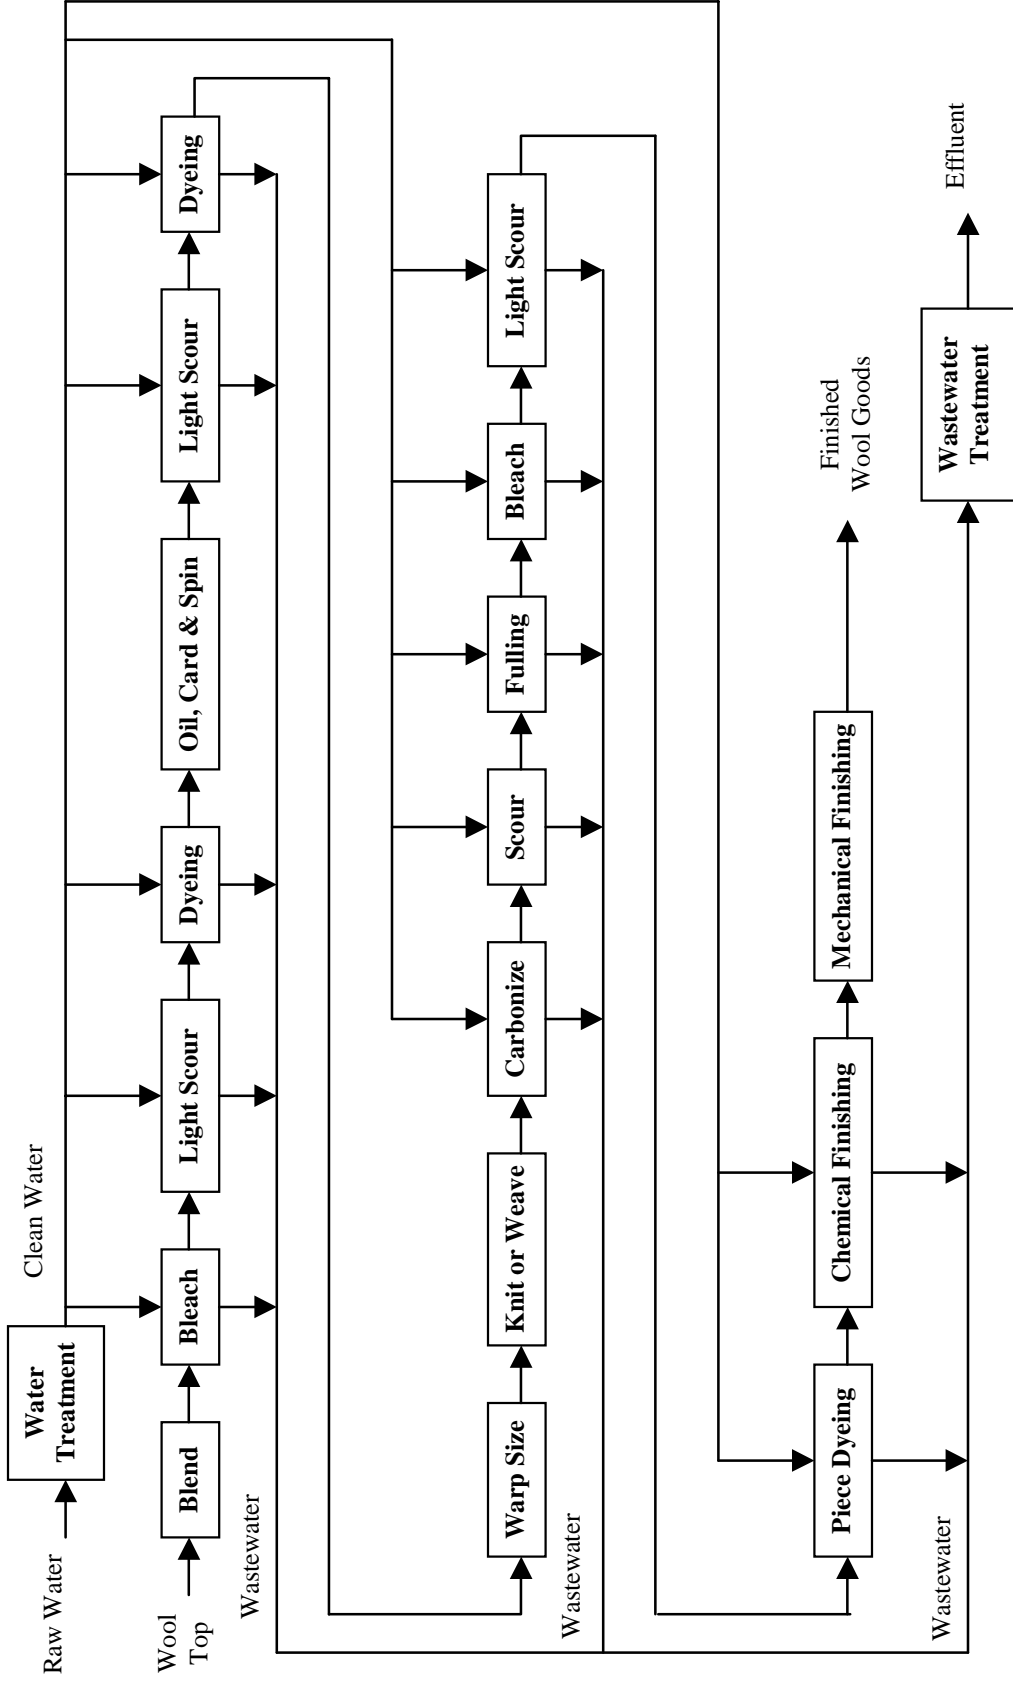 Raw Water
Water
Treatment
Clean Water
Wool
Top
Blend
Bleach
Light Scour
Dyeing
Oil, Card & Spin
Light Scour
Dyeing
Wastewater
Warp Size
Knit or Weave
Carbonize
Scour
Fulling
Bleach
Light Scour
Wastewater
Piece Dyeing
Chemical Finishing
Mechanical Finishing
Finished
Wool Goods
Wastewater
Wastewater
Treatment
Effluent